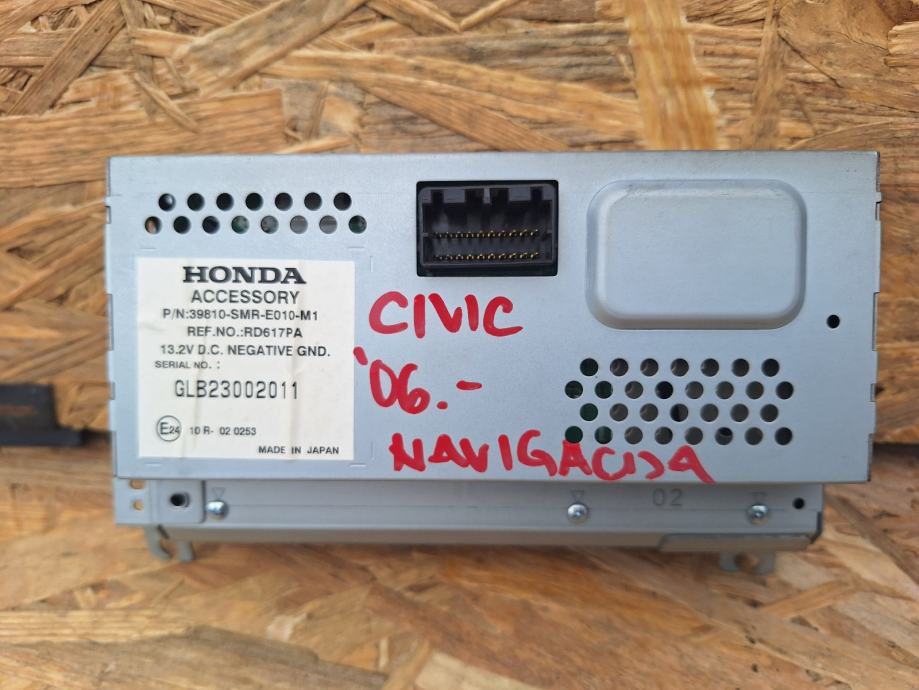 HONDA
ACCESSORY
P/N:39810-SMR-E010-M1
REF.NO.:RD617PA
13.2V D.C. NEGATIVE GND.
SERIAL NO. :
GLB23002011
E24 10 R- 02 0253
MADE IN JAPAN
CIVIC
'06.-
NAVIGACIJA
02